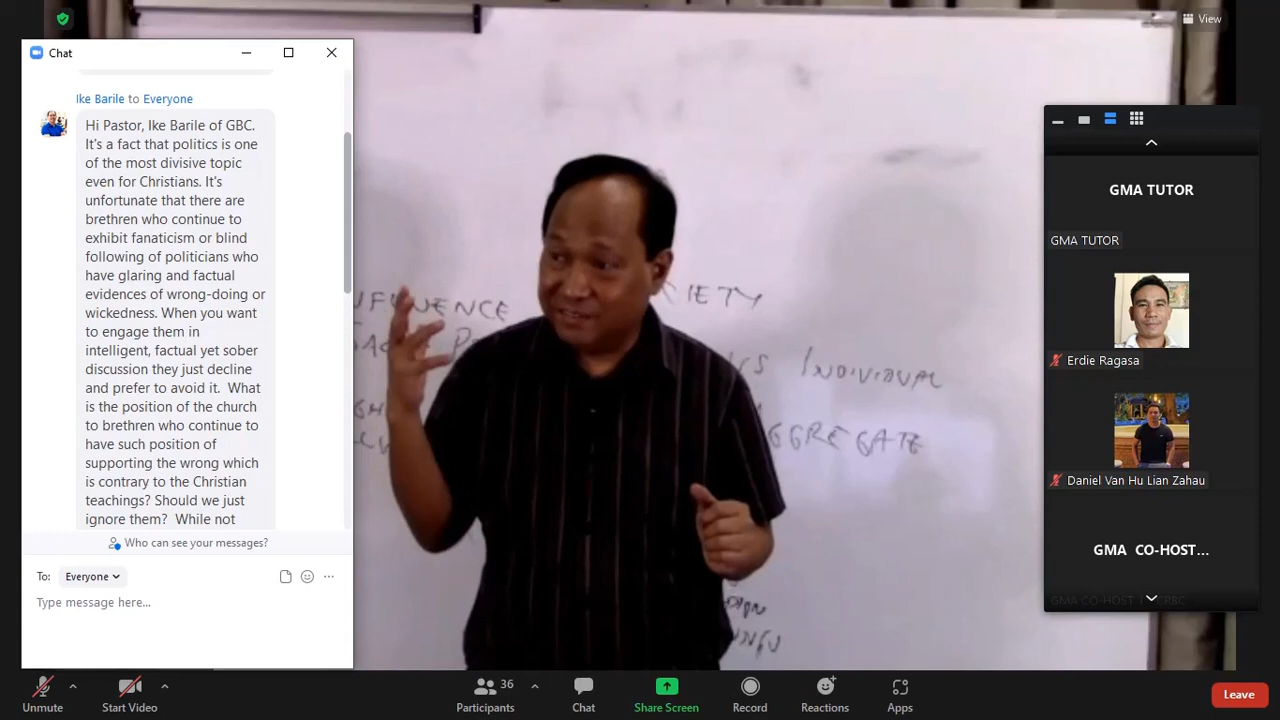 View
Chat
Ike Barile to Everyone
Hi Pastor, Ike Barile of GBC.
It's a fact that politics is one
of the most divisive topic
even for Christians. It's
unfortunate that there are
brethren who continue to
exhibit fanaticism or blind
following of politicians who
have glaring and factual
evidences of wrong-doing or
wickedness. When you want
to engage them in
intelligent, factual yet sober
discussion they just decline
and prefer to avoid it. What
is the position of the church
to brethren who continue to
have such position of
supporting the wrong which
is contrary to the Christian
teachings? Should we just
ignore them? While not
Who can see your messages?
To: Everyone
Type message here...
INDIVIDUAL
GMA TUTOR
GMA TUTOR
Erdie Ragasa
Daniel Van Hu Lian Zahau
GMA CO-HOST...
Unmute
Start Video
36
Participants
Chat
Share Screen
Record
Reactions
Apps
Leave